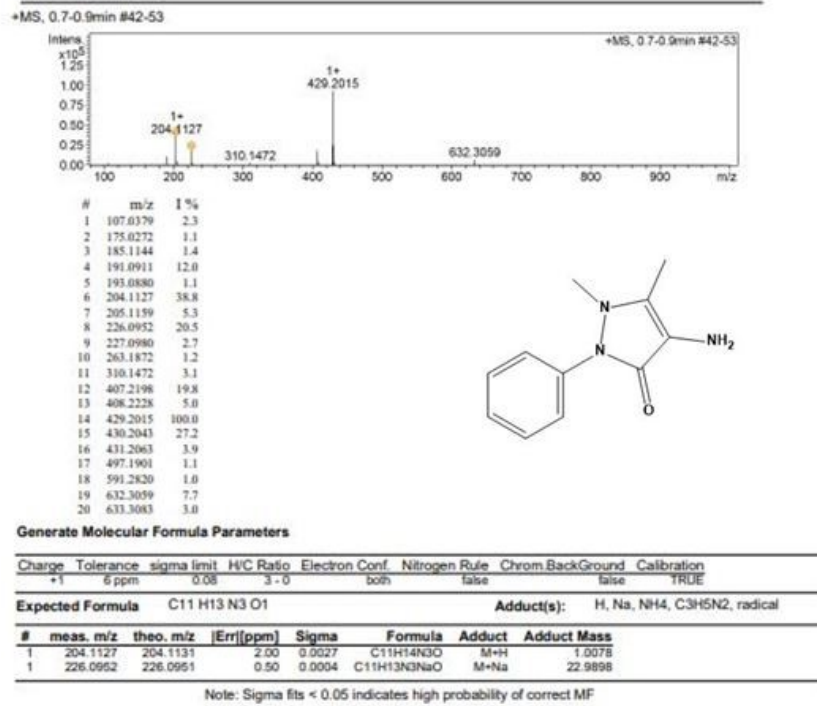 +MS, 0.7-0.9min #42-53
Intens.
x10⁵
+MS, 0.7-0.9min #42-53
1.25
1.00
0.75
0.50
0.25
0.00
1+
429.2015
1+
204.1127
310.1472
632.3059
100 200 300 400 500 600 700 800 900 m/z
# m/z I %
1 107.0379 2.3
2 175.0272 1.1
3 185.1144 1.4
4 191.0911 12.0
5 193.0880 1.1
6 204.1127 38.8
7 205.1159 5.3
8 226.0952 20.5
9 227.0980 2.7
10 263.1872 1.2
11 310.1472 3.1
12 407.2198 19.8
13 408.2228 5.0
14 429.2015 100.0
15 430.2043 27.2
16 431.2063 3.9
17 497.1901 1.1
18 591.2820 1.0
19 632.3059 7.7
20 633.3083 3.0
N
N
NH₂
O
Generate Molecular Formula Parameters
Charge Tolerance sigma limit H/C Ratio Electron Conf. Nitrogen Rule Chrom.BackGround Calibration
+1 6 ppm 0.08 3 - 0 both false false TRUE
Expected Formula C11 H13 N3 O1 Adduct(s): H, Na, NH4, C3H5N2, radical
# meas. m/z theo. m/z |Err|[ppm] Sigma Formula Adduct Adduct Mass
1 204.1127 204.1131 2.00 0.0027 C11H14N3O M+H 1.0078
1 226.0952 226.0951 0.50 0.0004 C11H13N3NaO M+Na 22.9898
Note: Sigma fits < 0.05 indicates high probability of correct MF